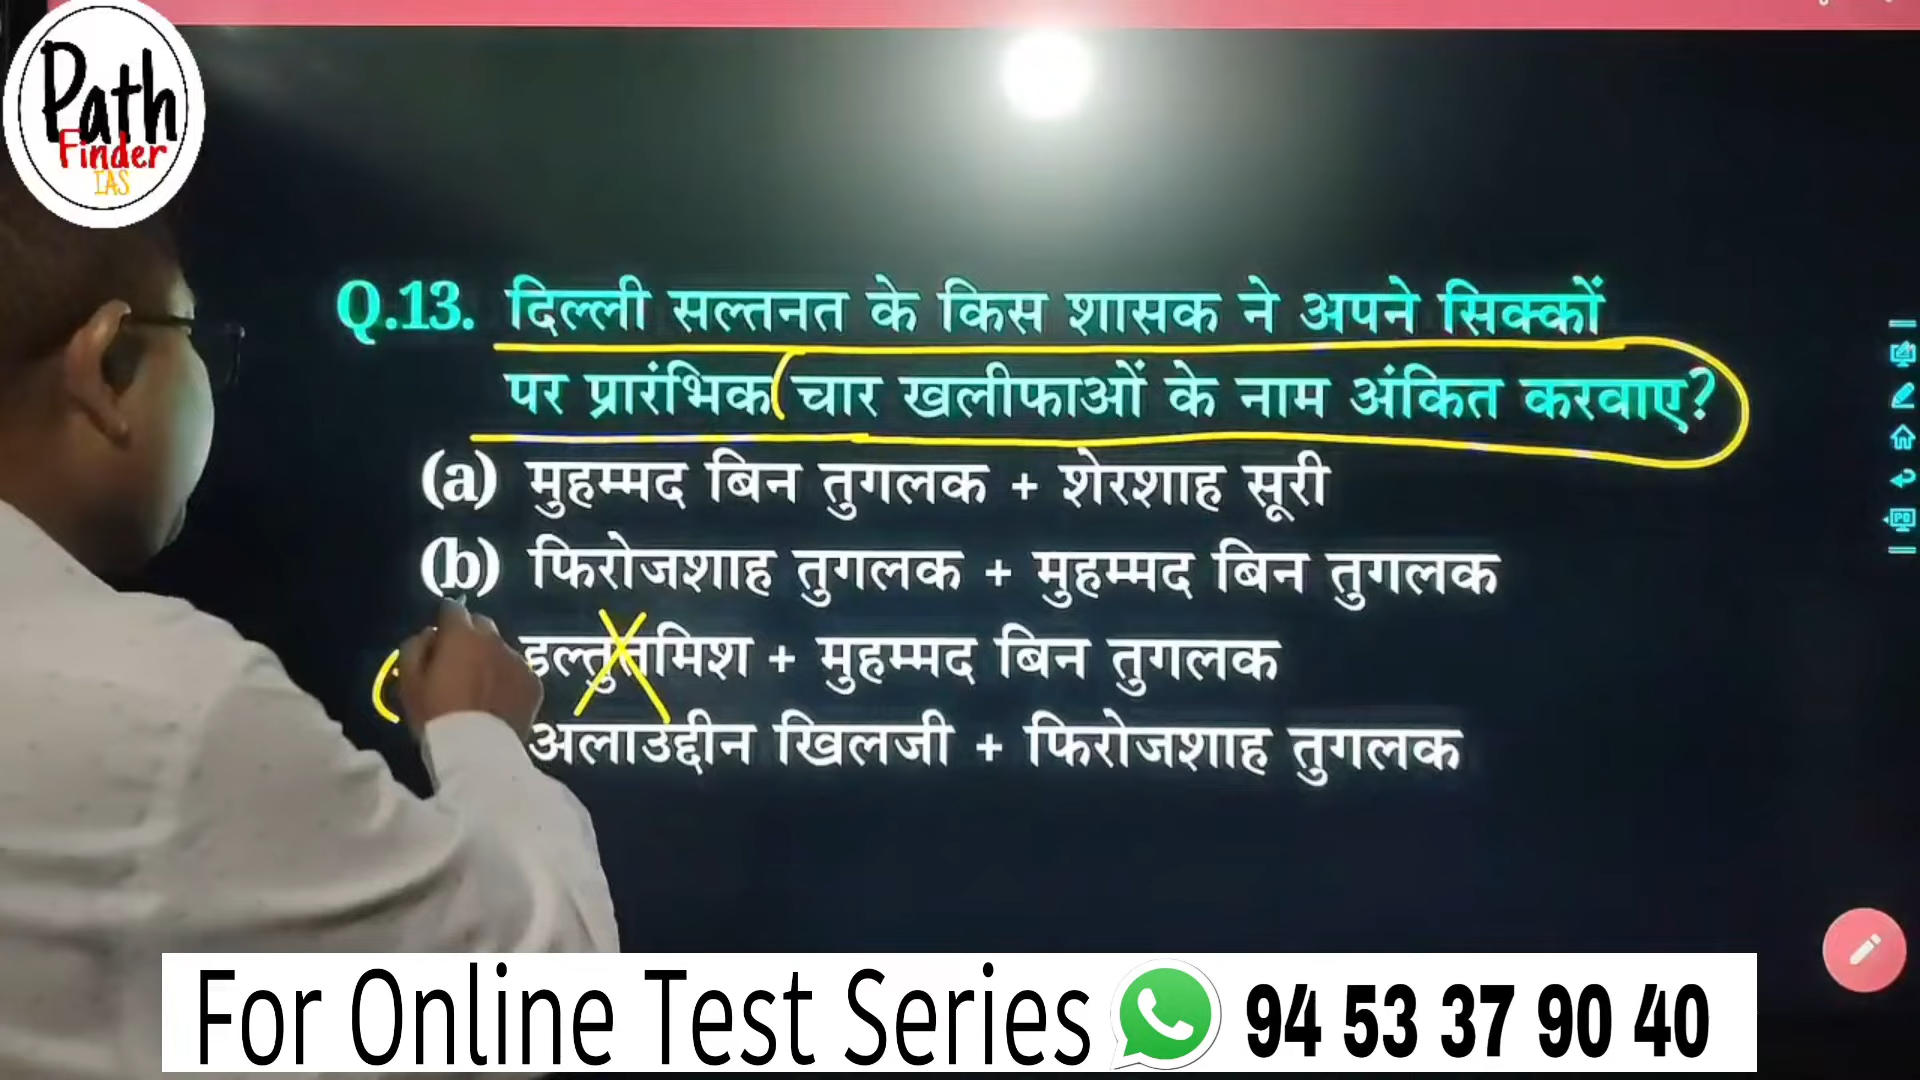 Path
Finder
IAS
Q.13. दिल्ली सल्तनत के किस शासक ने अपने सिक्कों
पर प्रारंभिक चार खलीफाओं के नाम अंकित करवाए?
(a) मुहम्मद बिन तुगलक + शेरशाह सूरी
(b) फिरोजशाह तुगलक + मुहम्मद बिन तुगलक
इल्तुतमिश + मुहम्मद बिन तुगलक
अलाउद्दीन खिलजी + फिरोजशाह तुगलक
For Online Test Series 94 53 37 90 40